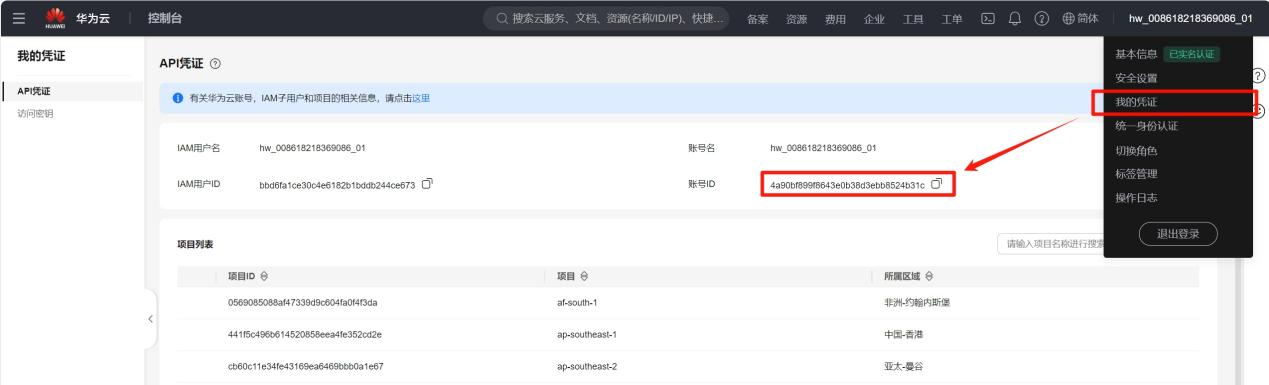 HUAWEI 华为云 控制台 搜索云服务、文档、资源(名称/ID/IP)、快捷... 备案 资源 费用 企业 工具 工单 简体 hw_008618218369086_01
我的凭证
API凭证
访问密钥
API凭证
有关华为云账号，IAM子用户和项目的相关信息，请点击这里
IAM用户名 hw_008618218369086_01 账号名 hw_008618218369086_01
IAM用户ID bbd6fa1ce30c4e6182b1bddb244ce673 账号ID 4a90bf899f8643e0b38d3ebb8524b31c
项目列表 请输入项目名称进行搜索
项目ID 项目 所属区域
0569085088af47339d9c604fa0f4f3da af-south-1 非洲-约翰内斯堡
441f5c496b614520858eea4fe352cd2e ap-southeast-1 中国-香港
cb60c11e34fe43169ea6469bbb0a1e67 ap-southeast-2 亚太-曼谷
基本信息 已实名认证
安全设置
我的凭证
统一身份认证
切换角色
标签管理
操作日志
退出登录